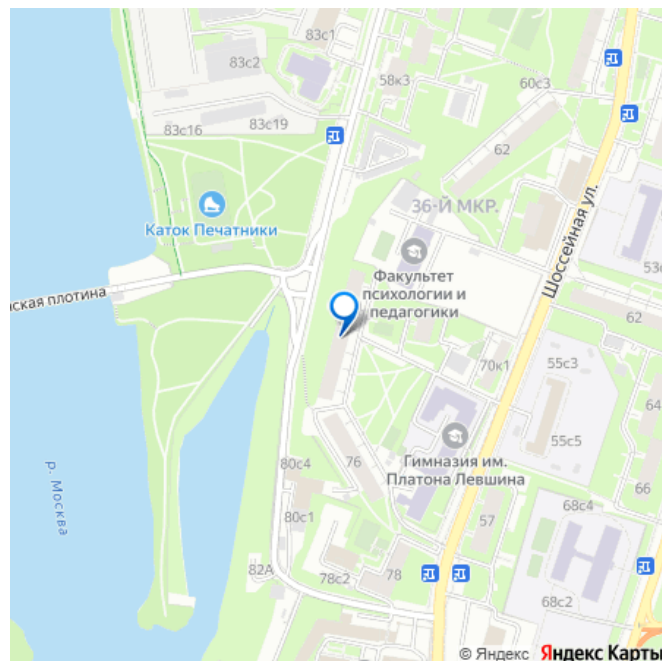 83с1
83с2
58к3
60с3
83с16
83с19
62
36-Й МКР.
Каток Печатники
Факультет
психологии и
педагогики
Шоссейная ул.
53с
ская плотина
62
70к1
55с3
64
55с5
76
Гимназия им.
Платона Левшина
80с4
66
р. Москва
68с4
80с1
57
82А
78с2
78
68с2
© Яндекс Яндекс Карты